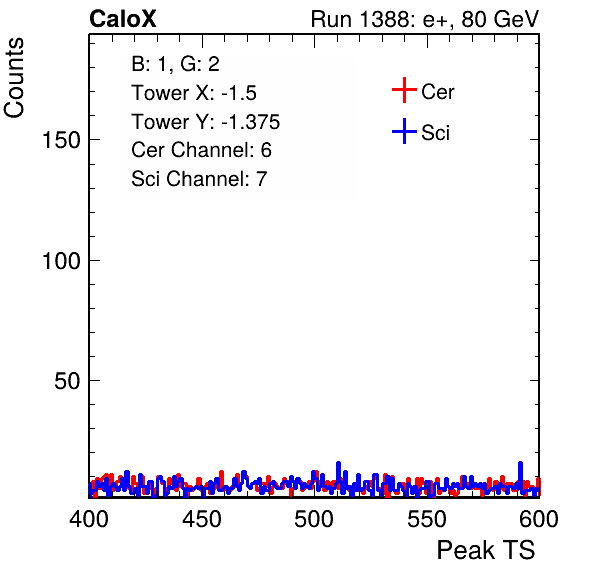 CaloX Run 1388: e+, 80 GeV
Counts
B: 1, G: 2
Tower X: -1.5
Tower Y: -1.375
Cer Channel: 6
Sci Channel: 7
Cer
Sci
150
100
50
400 450 500 550 600
Peak TS